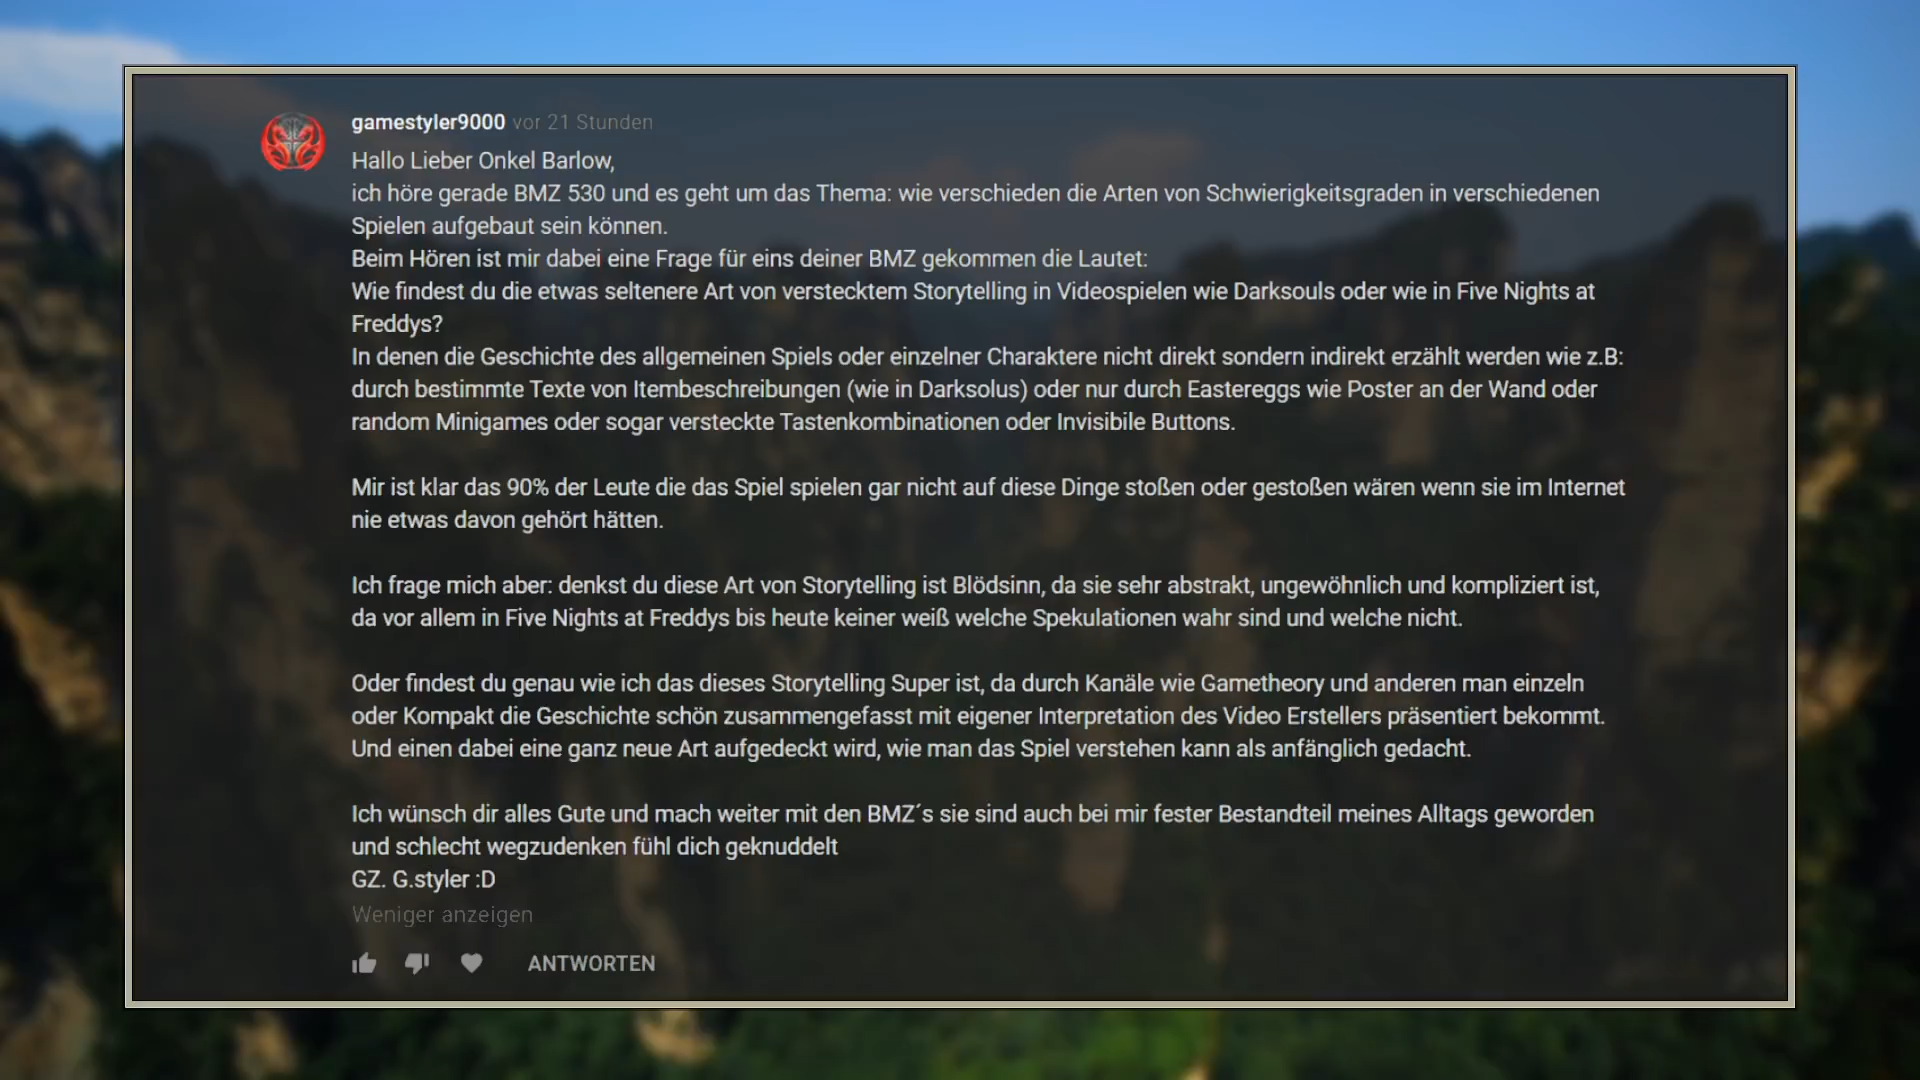 gamestyler9000 vor 21 Stunden
Hallo Lieber Onkel Barlow,
ich höre gerade BMZ 530 und es geht um das Thema: wie verschieden die Arten von Schwierigkeitsgraden in verschiedenen
Spielen aufgebaut sein können.
Beim Hören ist mir dabei eine Frage für eins deiner BMZ gekommen die Lautet:
Wie findest du die etwas seltenere Art von verstecktem Storytelling in Videospielen wie Darksouls oder wie in Five Nights at
Freddys?
In denen die Geschichte des allgemeinen Spiels oder einzelner Charaktere nicht direkt sondern indirekt erzählt werden wie z.B:
durch bestimmte Texte von Itembeschreibungen (wie in Darksolus) oder nur durch Eastereggs wie Poster an der Wand oder
random Minigames oder sogar versteckte Tastenkombinationen oder Invisibile Buttons.
Mir ist klar das 90% der Leute die das Spiel spielen gar nicht auf diese Dinge stoßen oder gestoßen wären wenn sie im Internet
nie etwas davon gehört hätten.
Ich frage mich aber: denkst du diese Art von Storytelling ist Blödsinn, da sie sehr abstrakt, ungewöhnlich und kompliziert ist,
da vor allem in Five Nights at Freddys bis heute keiner weiß welche Spekulationen wahr sind und welche nicht.
Oder findest du genau wie ich das dieses Storytelling Super ist, da durch Kanäle wie Gametheory und anderen man einzeln
oder Kompakt die Geschichte schön zusammengefasst mit eigener Interpretation des Video Erstellers präsentiert bekommt.
Und einen dabei eine ganz neue Art aufgedeckt wird, wie man das Spiel verstehen kann als anfänglich gedacht.
Ich wünsch dir alles Gute und mach weiter mit den BMZ´s sie sind auch bei mir fester Bestandteil meines Alltags geworden
und schlecht wegzudenken fühl dich geknuddelt
GZ. G.styler :D
Weniger anzeigen
ANTWORTEN